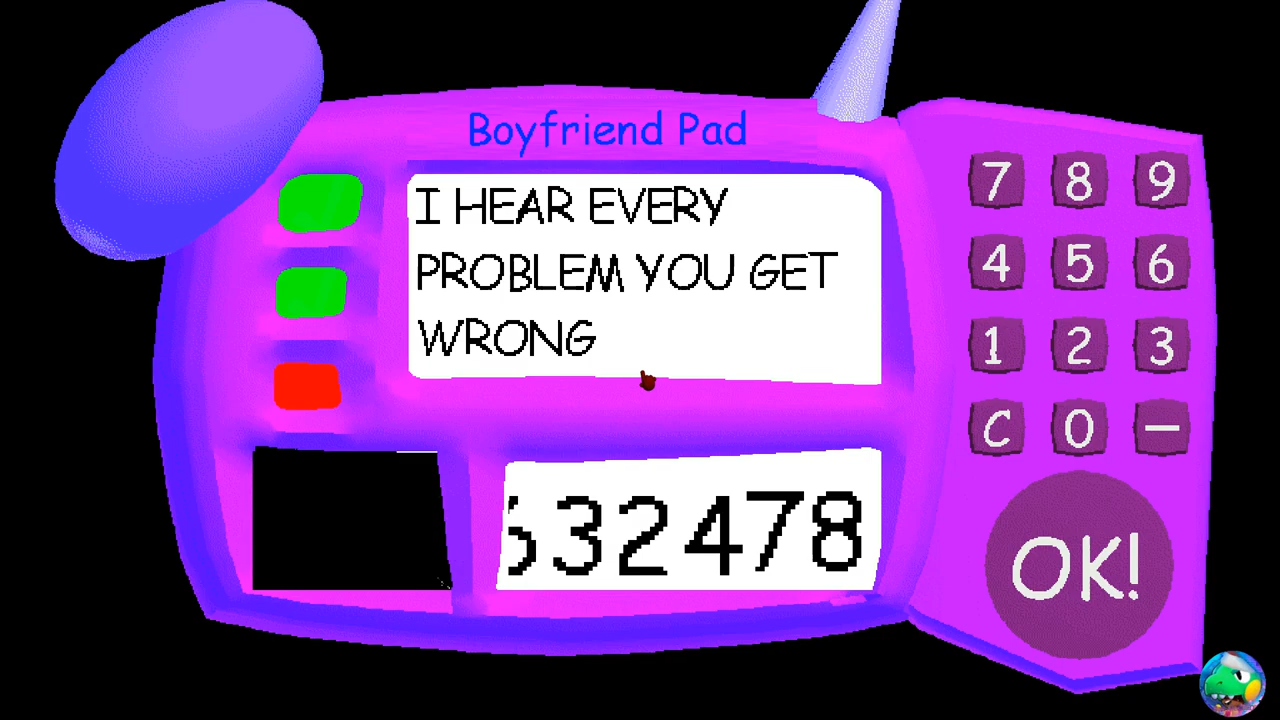 Boyfriend Pad
I HEAR EVERY
PROBLEM YOU GET
WRONG
7 8 9
4 5 6
1 2 3
C 0 −
32478
OK!